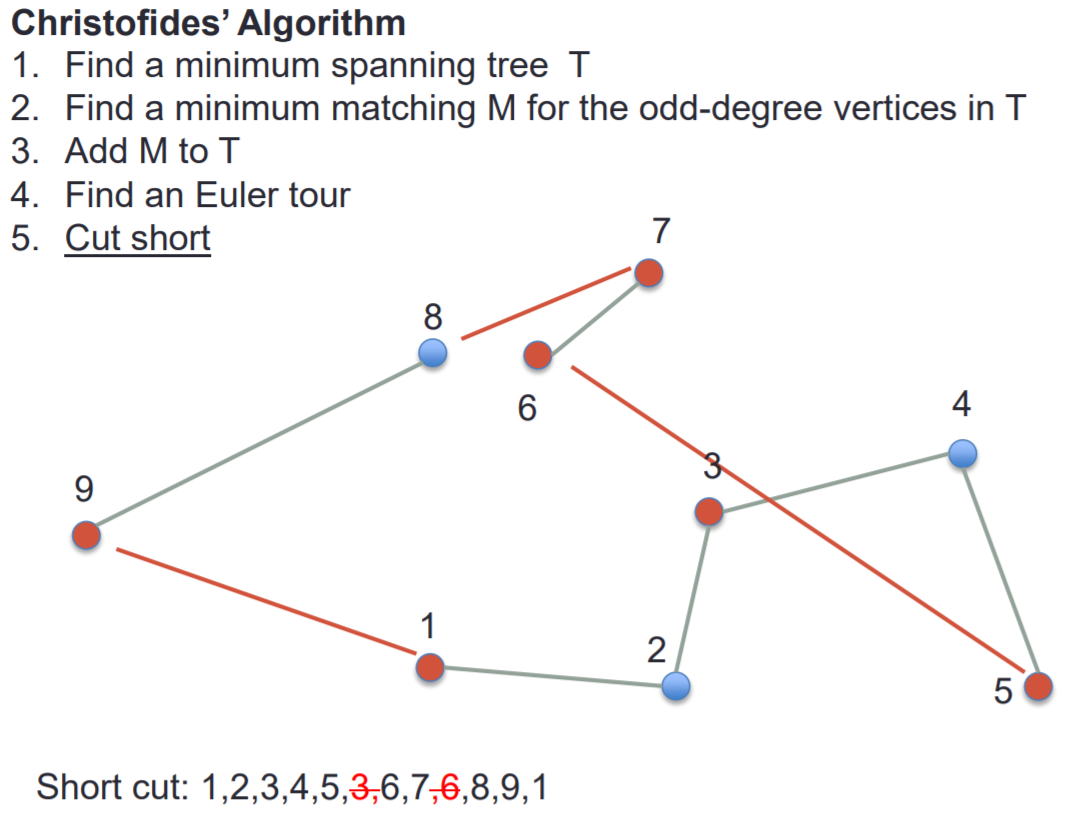 Christofides’ Algorithm
1. Find a minimum spanning tree T
2. Find a minimum matching M for the odd-degree vertices in T
3. Add M to T
4. Find an Euler tour
5. Cut short
7
8
6
4
3
9
1
2
5
Short cut: 1,2,3,4,5,3,6,7,6,8,9,1